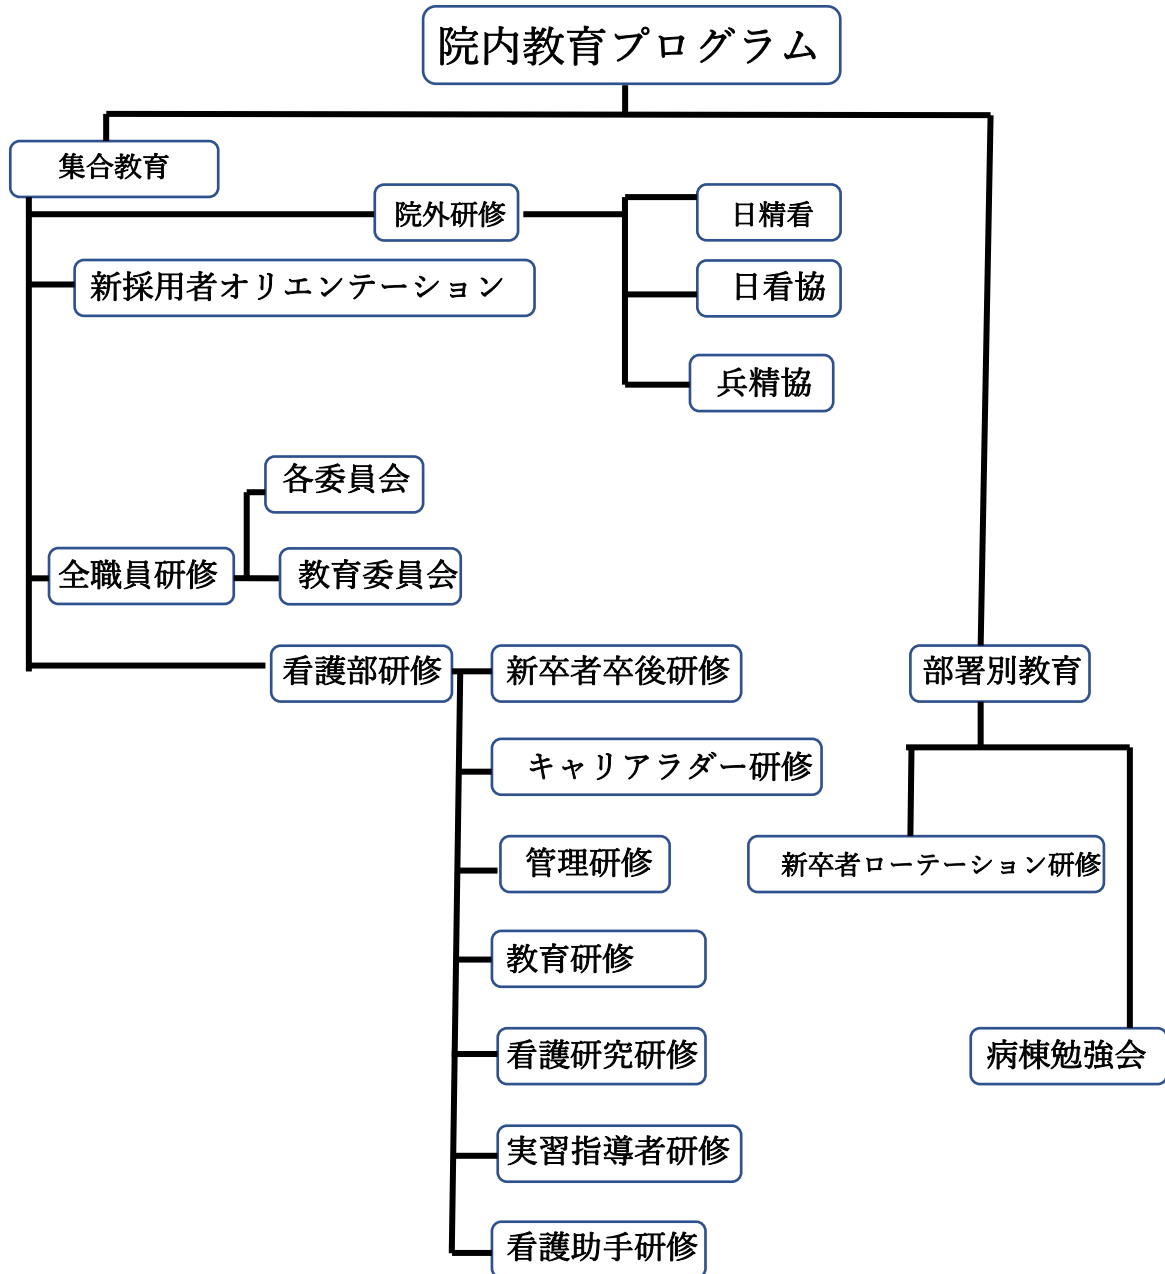 院内教育プログラム
集合教育
院外研修
日精看
新採用者オリエンテーション
日看協
兵精協
各委員会
全職員研修
教育委員会
看護部研修
新卒者卒後研修
部署別教育
キャリアラダー研修
管理研修
新卒者ローテーション研修
教育研修
看護研究研修
病棟勉強会
実習指導者研修
看護助手研修